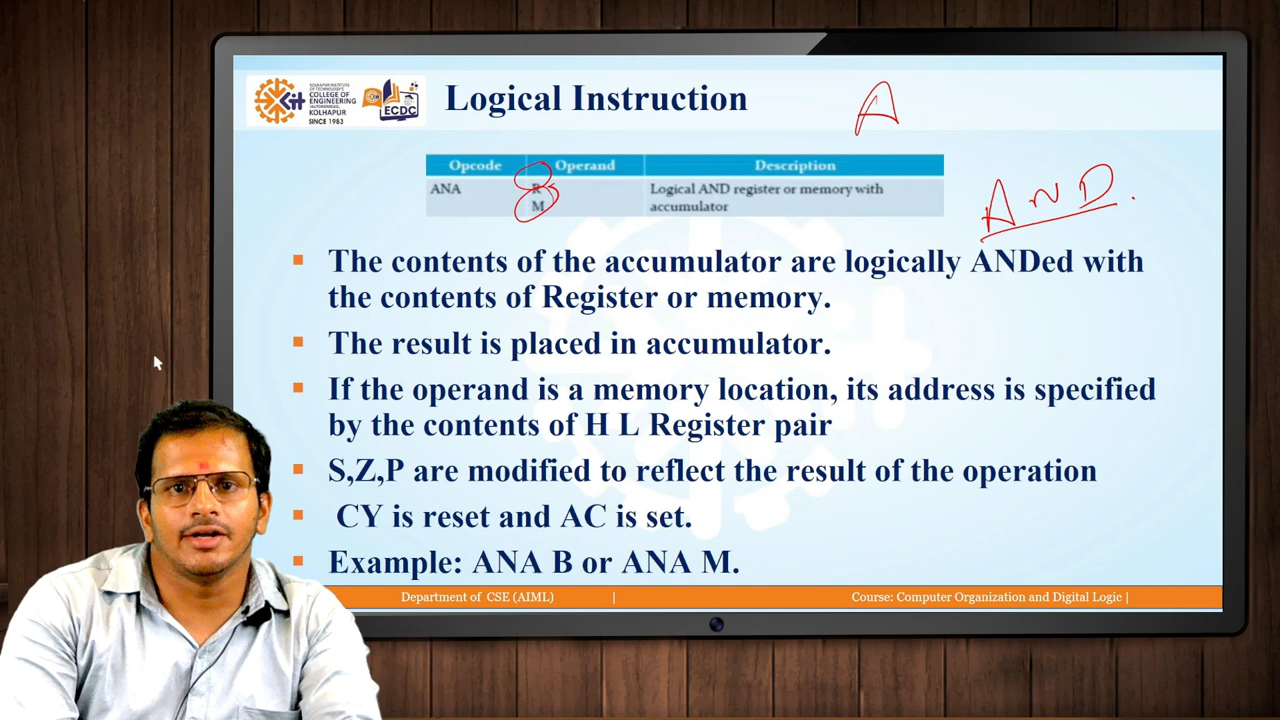 KOLHAPUR INSTITUTE
OF TECHNOLOGY'S
COLLEGE OF
ENGINEERING
(AUTONOMOUS),
KOLHAPUR
SINCE 1983
Kit
ECDC
Logical Instruction
A
Opcode Operand Description
ANA R Logical AND register or memory with
M accumulator
AND.
▪ The contents of the accumulator are logically ANDed with
the contents of Register or memory.
▪ The result is placed in accumulator.
▪ If the operand is a memory location, its address is specified
by the contents of H L Register pair
▪ S,Z,P are modified to reflect the result of the operation
▪ CY is reset and AC is set.
▪ Example: ANA B or ANA M.
Department of CSE (AIML) | Course: Computer Organization and Digital Logic |